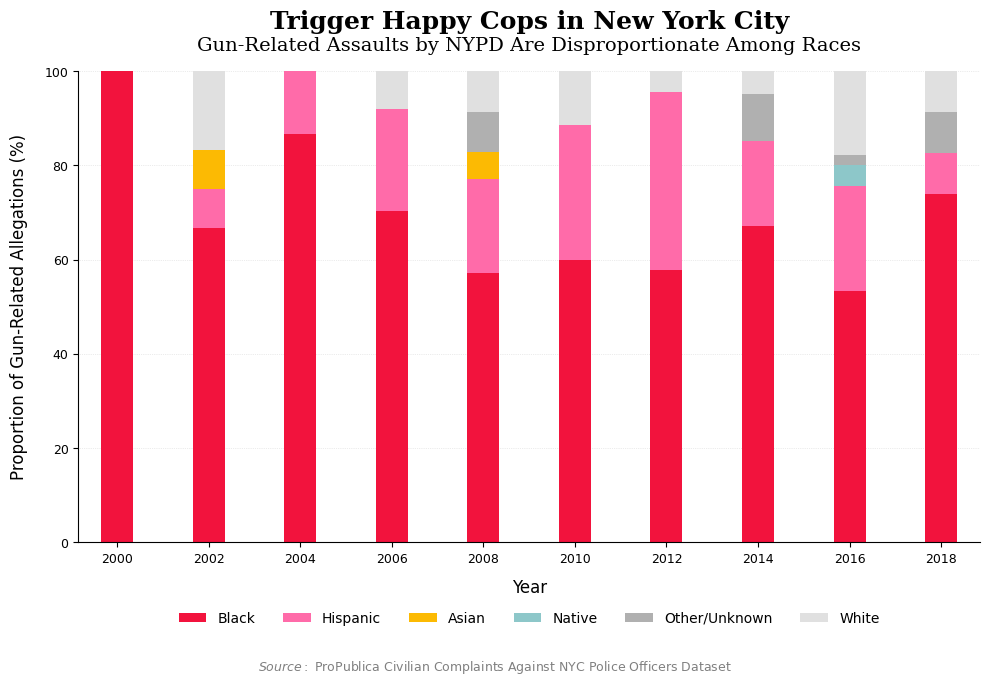 Trigger Happy Cops in New York City
Gun-Related Assaults by NYPD Are Disproportionate Among Races
Proportion of Gun-Related Allegations (%)
100
80
60
40
20
0
2000 2002 2004 2006 2008 2010 2012 2014 2016 2018
Year
Black Hispanic Asian Native Other/Unknown White
Source: ProPublica Civilian Complaints Against NYC Police Officers Dataset